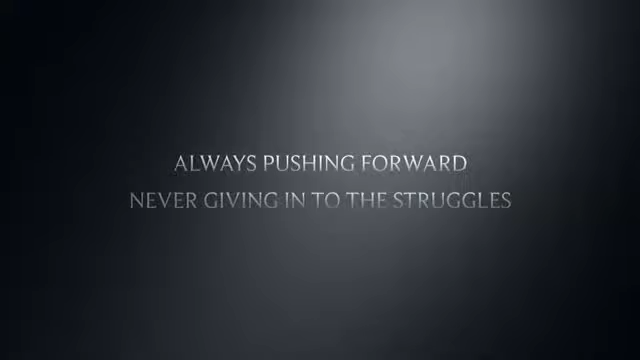 ALWAYS PUSHING FORWARD
NEVER GIVING IN TO THE STRUGGLES